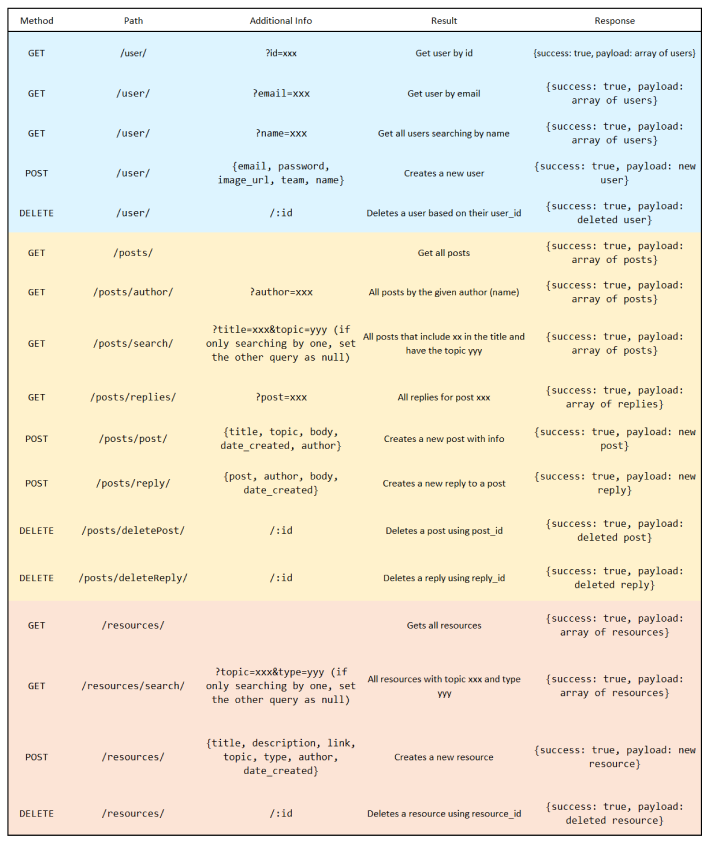 Method Path Additional Info Result Response
GET /user/ ?id=xxx Get user by id {success: true, payload: array of users}
GET /user/ ?email=xxx Get user by email {success: true, payload:
array of users}
GET /user/ ?name=xxx Get all users searching by name {success: true, payload:
array of users}
POST /user/ {email, password,
image_url, team, name} Creates a new user {success: true, payload: new
user}
DELETE /user/ /:id Deletes a user based on their user_id {success: true, payload:
deleted user}
GET /posts/ Get all posts {success: true, payload:
array of posts}
GET /posts/author/ ?author=xxx All posts by the given author (name) {success: true, payload:
array of posts}
GET /posts/search/ ?title=xxx&topic=yyy (if
only searching by one, set
the other query as null) All posts that include xx in the title and
have the topic yyy {success: true, payload:
array of posts}
GET /posts/replies/ ?post=xxx All replies for post xxx {success: true, payload:
array of replies}
POST /posts/post/ {title, topic, body,
date_created, author} Creates a new post with info {success: true, payload: new
post}
POST /posts/reply/ {post, author, body,
date_created} Creates a new reply to a post {success: true, payload: new
reply}
DELETE /posts/deletePost/ /:id Deletes a post using post_id {success: true, payload:
deleted post}
DELETE /posts/deleteReply/ /:id Deletes a reply using reply_id {success: true, payload:
deleted reply}
GET /resources/ Gets all resources {success: true, payload:
array of resources}
GET /resources/search/ ?topic=xxx&type=yyy (if
only searching by one, set
the other query as null) All resources with topic xxx and type
yyy {success: true, payload:
array of resources}
POST /resources/ {title, description, link,
topic, type, author,
date_created} Creates a new resource {success: true, payload: new
resource}
DELETE /resources/ /:id Deletes a resource using resource_id {success: true, payload:
deleted resource}